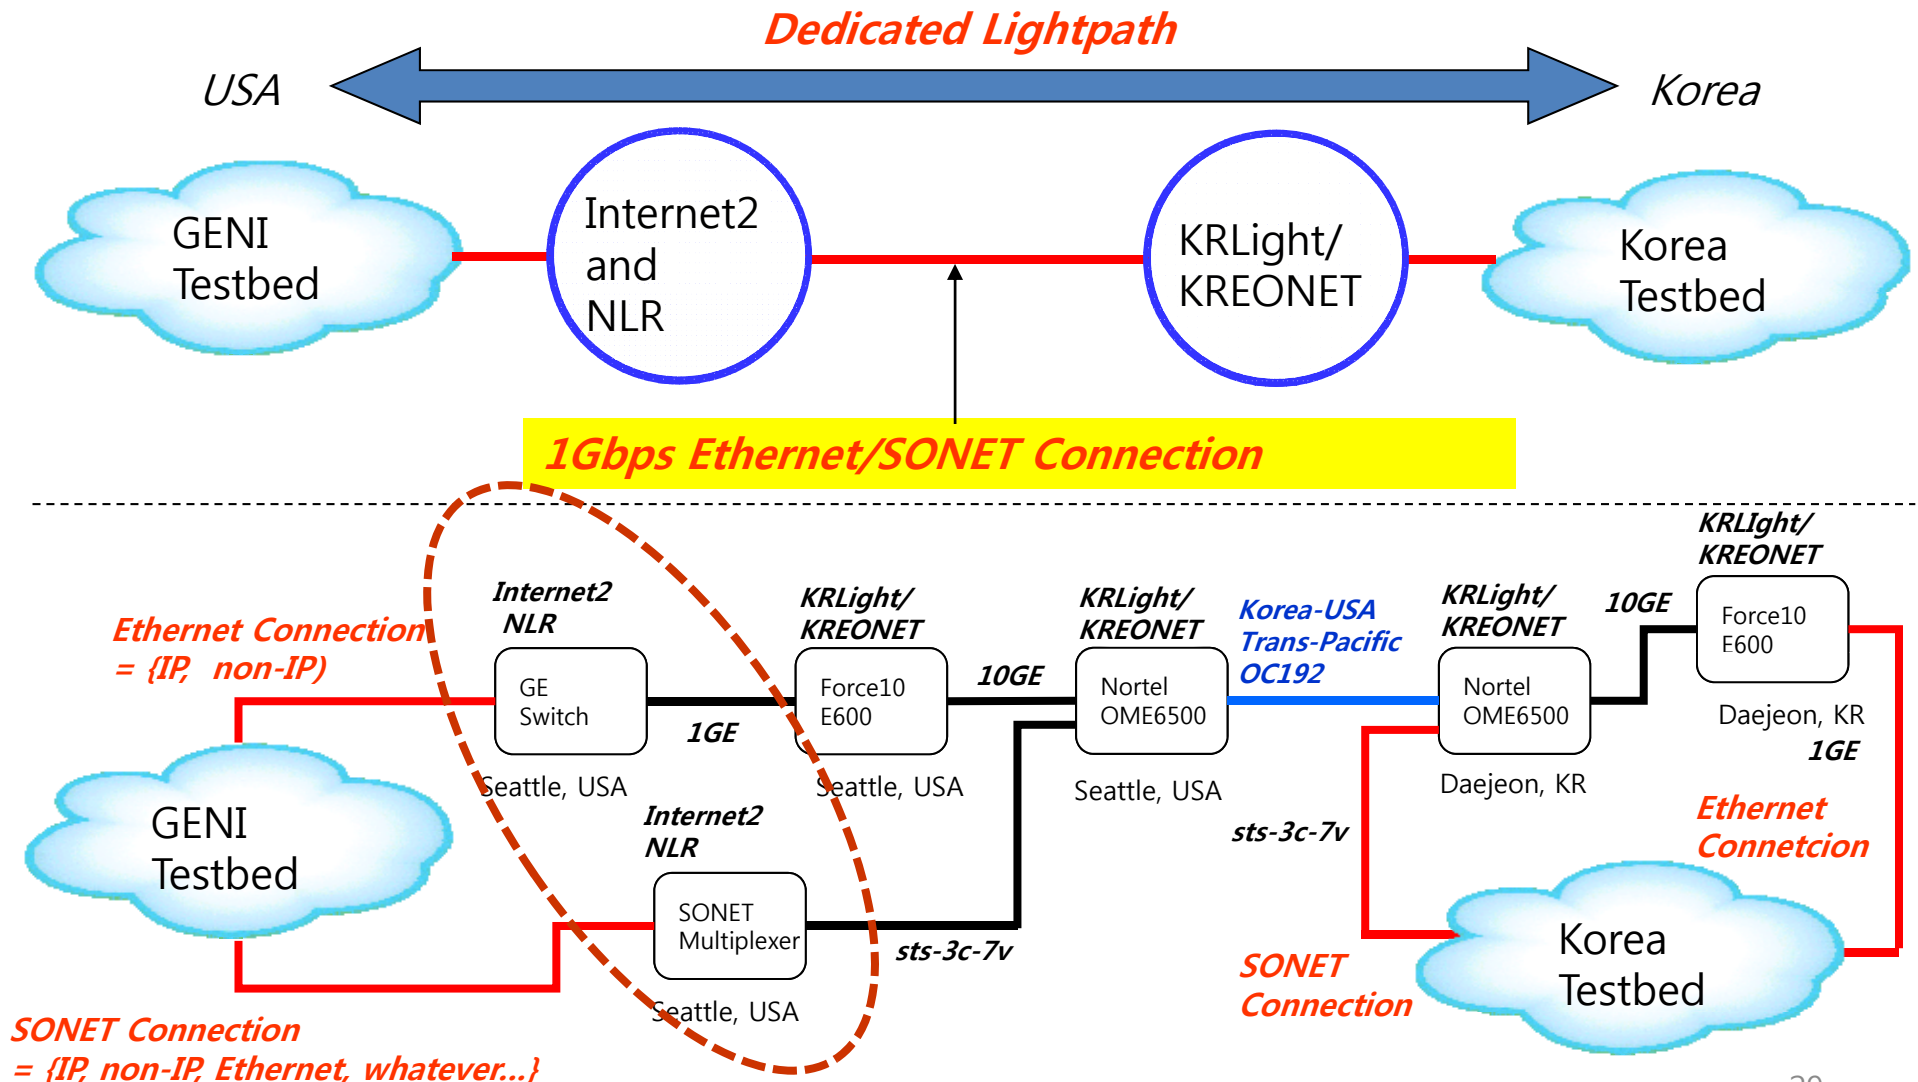 Dedicated Lightpath
USA
Korea
GENI
Testbed
Internet2
and
NLR
KRLight/
KREONET
Korea
Testbed
1Gbps Ethernet/SONET Connection
KRLIght/
KREONET
Force10
E600
Daejeon, KR
1GE
Internet2
NLR
GE
Switch
Seattle, USA
Ethernet Connection
= {IP,  non-IP)
1GE
KRLight/
KREONET
Force10
E600
Seattle, USA
10GE
KRLight/
KREONET
Nortel
OME6500
Seattle, USA
Korea-USA
Trans-Pacific
OC192
KRLight/
KREONET
Nortel
OME6500
Daejeon, KR
10GE
GENI
Testbed
Internet2
NLR
SONET
Multiplexer
Seattle, USA
sts-3c-7v
sts-3c-7v
Ethernet
Connetcion
SONET
Connection
Korea
Testbed
SONET Connection
= {IP, non-IP, Ethernet, whatever...}